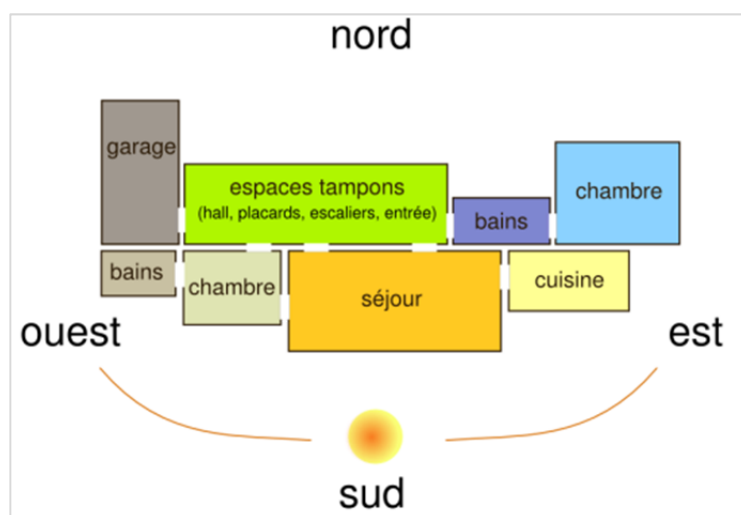 nord
garage
espaces tampons
(hall, placards, escaliers, entrée)
bains
chambre
bains
chambre
séjour
cuisine
ouest
est
sud